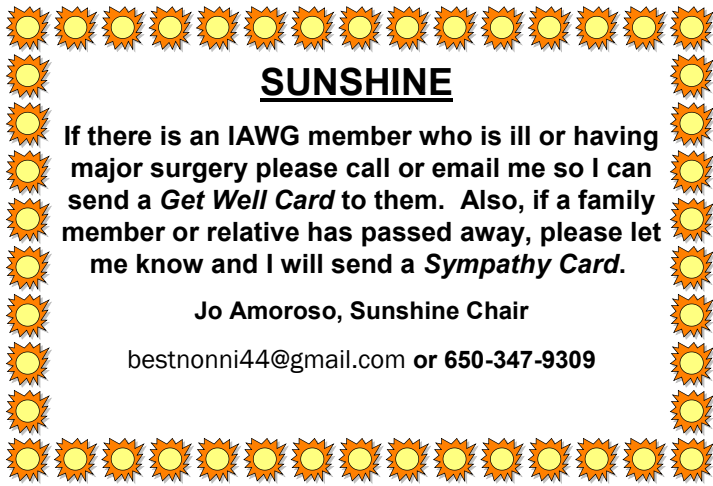 SUNSHINE
If there is an IAWG member who is ill or having
major surgery please call or email me so I can
send a Get Well Card to them.  Also, if a family
member or relative has passed away, please let
me know and I will send a Sympathy Card.
Jo Amoroso, Sunshine Chair
bestnonni44@gmail.com or 650-347-9309